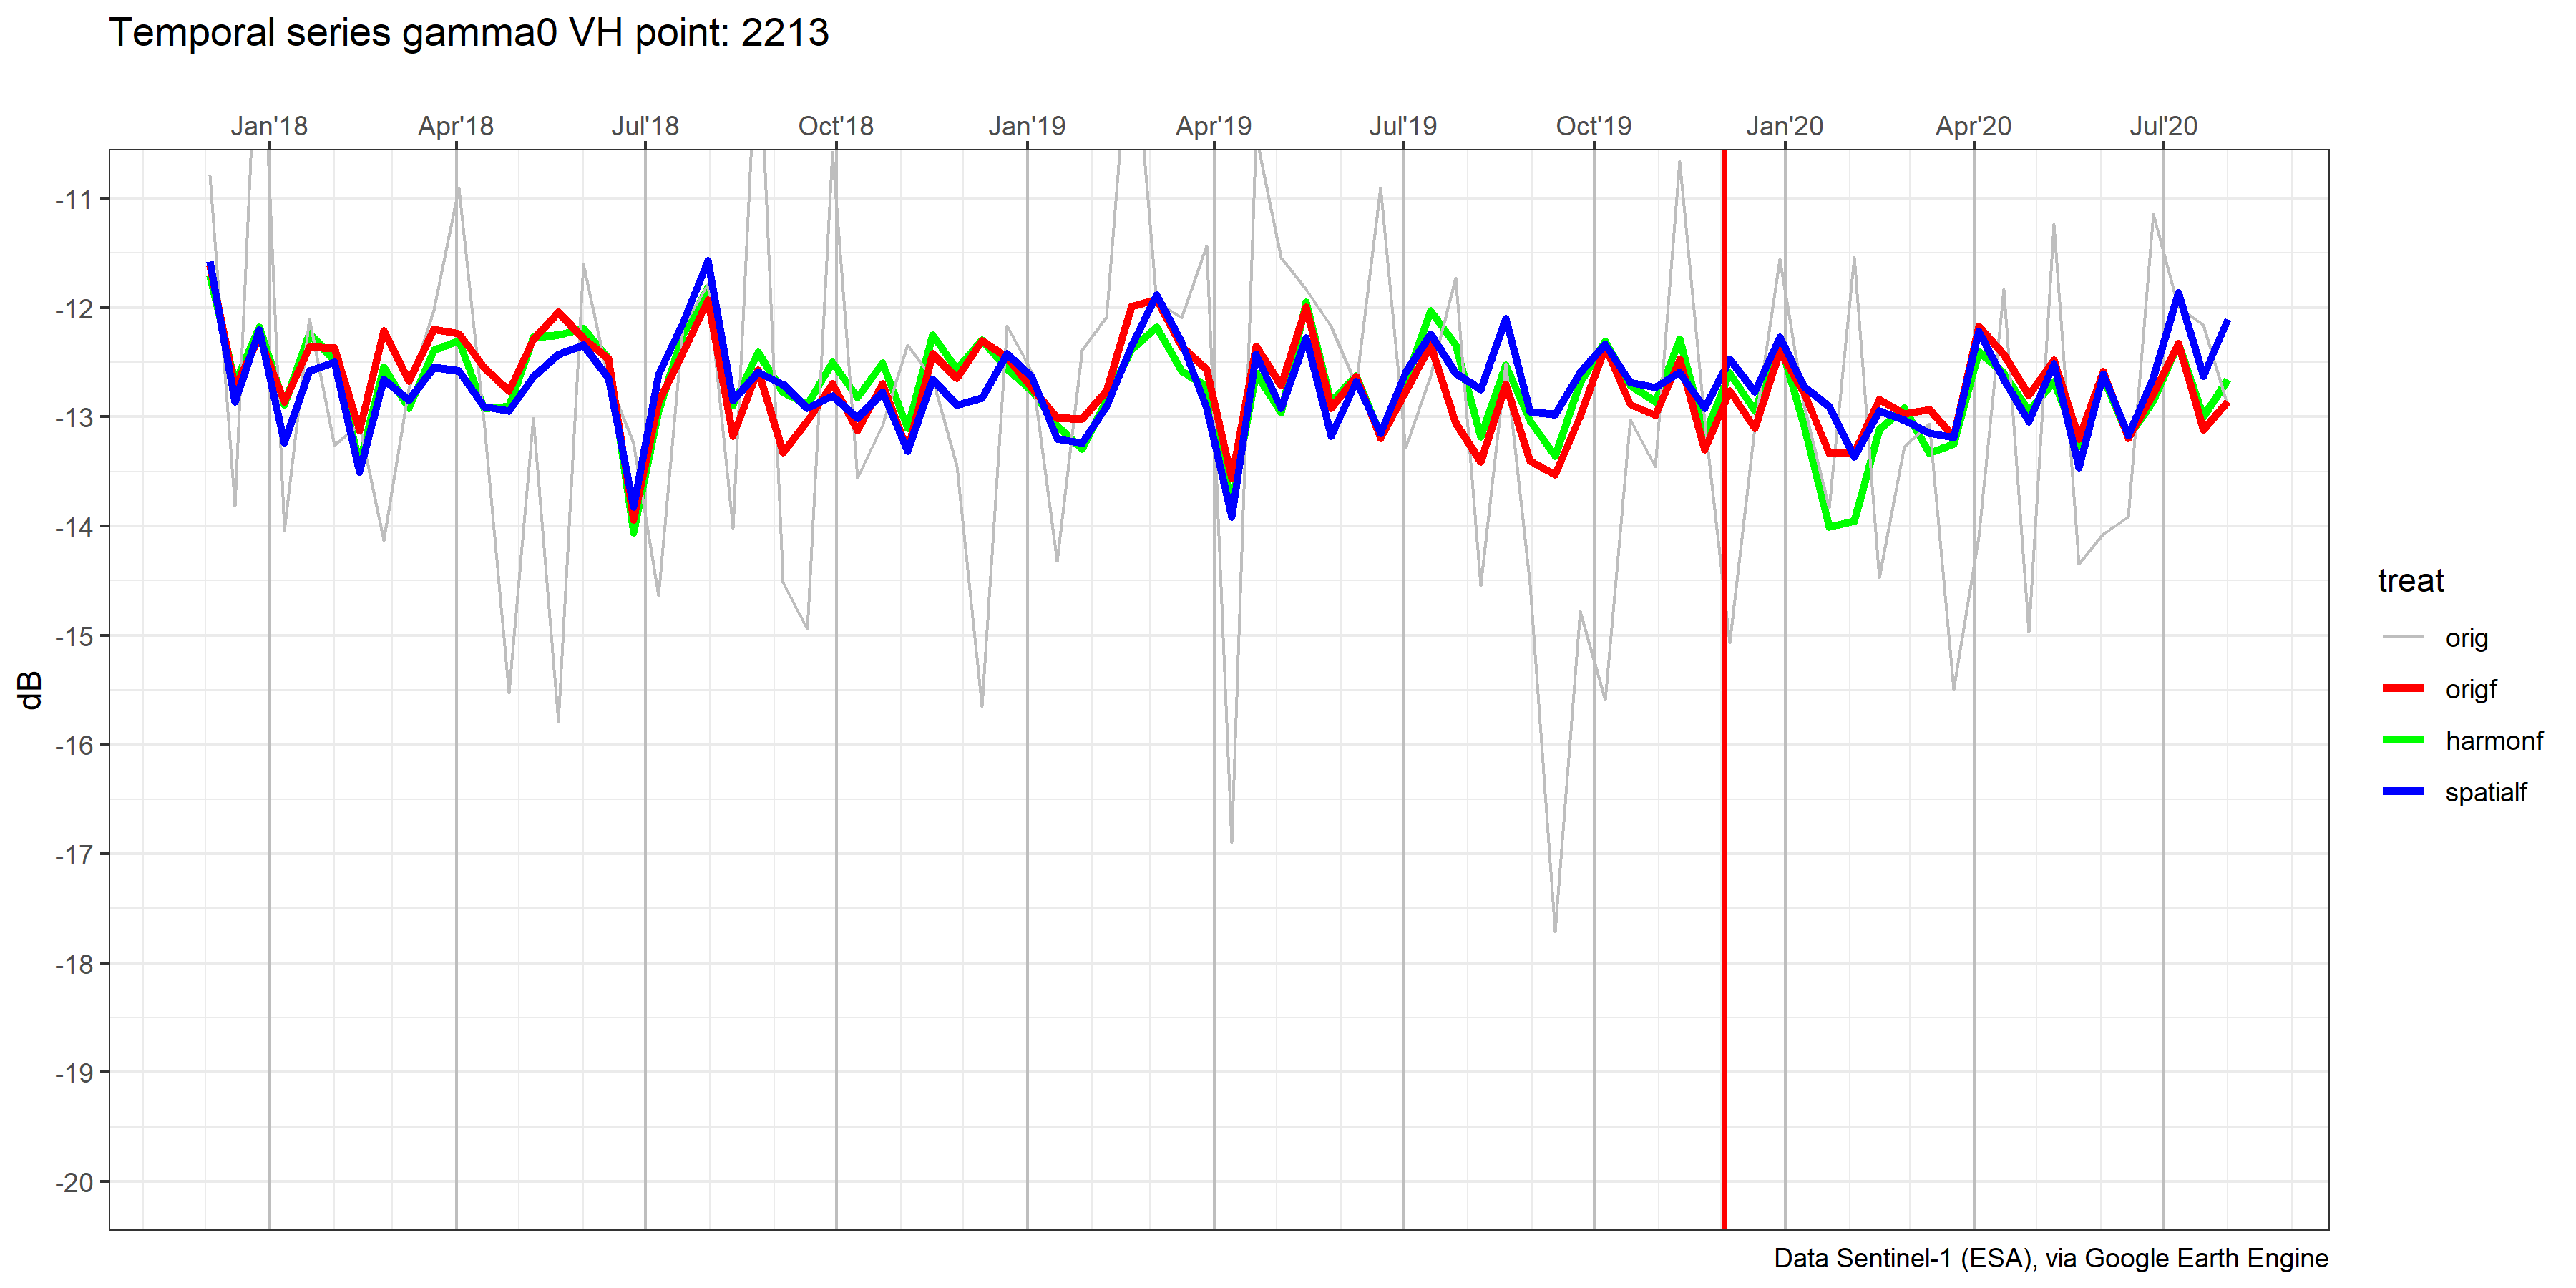 Temporal series gamma0 VH point: 2213
Jan'18 Apr'18 Jul'18 Oct'18 Jan'19 Apr'19 Jul'19 Oct'19 Jan'20 Apr'20 Jul'20
-11
-12
-13
-14
-15
-16
-17
-18
-19
-20
dB
treat
orig
origf
harmonf
spatialf
Data Sentinel-1 (ESA), via Google Earth Engine